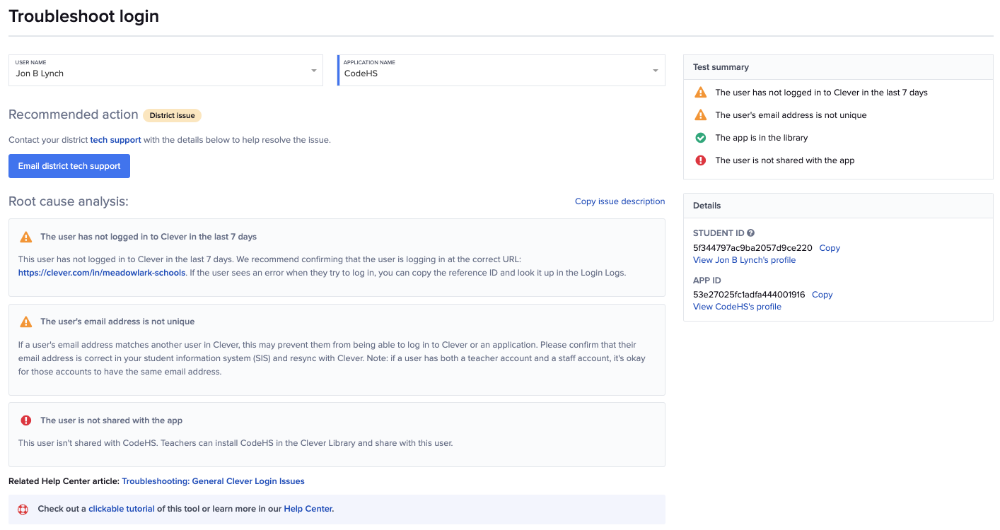 Troubleshoot login
USER NAME
Jon B Lynch
APPLICATION NAME
CodeHS
Recommended action
District issue
Contact your district tech support with the details below to help resolve the issue.
Email district tech support
Root cause analysis:
Copy issue description
The user has not logged in to Clever in the last 7 days
This user has not logged in to Clever in the last 7 days. We recommend confirming that the user is logging in at the correct URL:
https://clever.com/in/meadowlark-schools. If the user sees an error when they try to log in, you can copy the reference ID and look it up in the Login Logs.
The user's email address is not unique
If a user's email address matches another user in Clever, this may prevent them from being able to log in to Clever or an application. Please confirm that their
email address is correct in your student information system (SIS) and resync with Clever. Note: if a user has both a teacher account and a staff account, it's okay
for those accounts to have the same email address.
The user is not shared with the app
This user isn't shared with CodeHS. Teachers can install CodeHS in the Clever Library and share with this user.
Related Help Center article: Troubleshooting: General Clever Login Issues
Check out a clickable tutorial of this tool or learn more in our Help Center.
Test summary
The user has not logged in to Clever in the last 7 days
The user's email address is not unique
The app is in the library
The user is not shared with the app
Details
STUDENT ID
5f344797ac9ba2057d9ce220 Copy
View Jon B Lynch's profile
APP ID
53e27025fc1adfa444001916 Copy
View CodeHS's profile